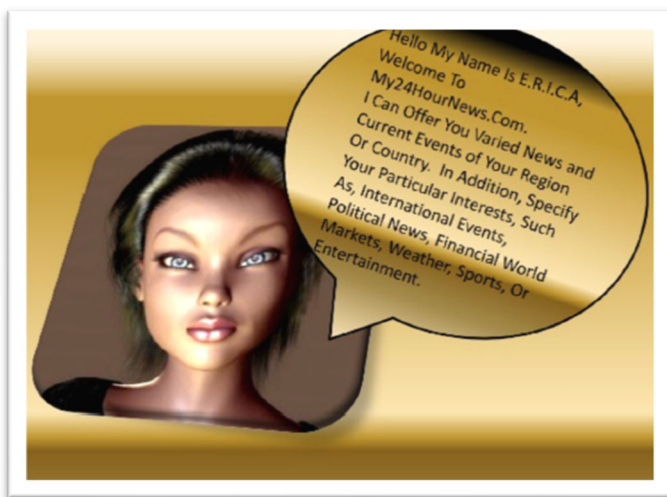 Hello My Name Is E.R.I.C.A,
Welcome To
My24HourNews.Com.
I Can Offer You Varied News and
Current Events of Your Region
Or Country.  In Addition, Specify
Your Particular Interests, Such
As, International Events,
Political News, Financial World
Markets, Weather, Sports, Or
Entertainment.